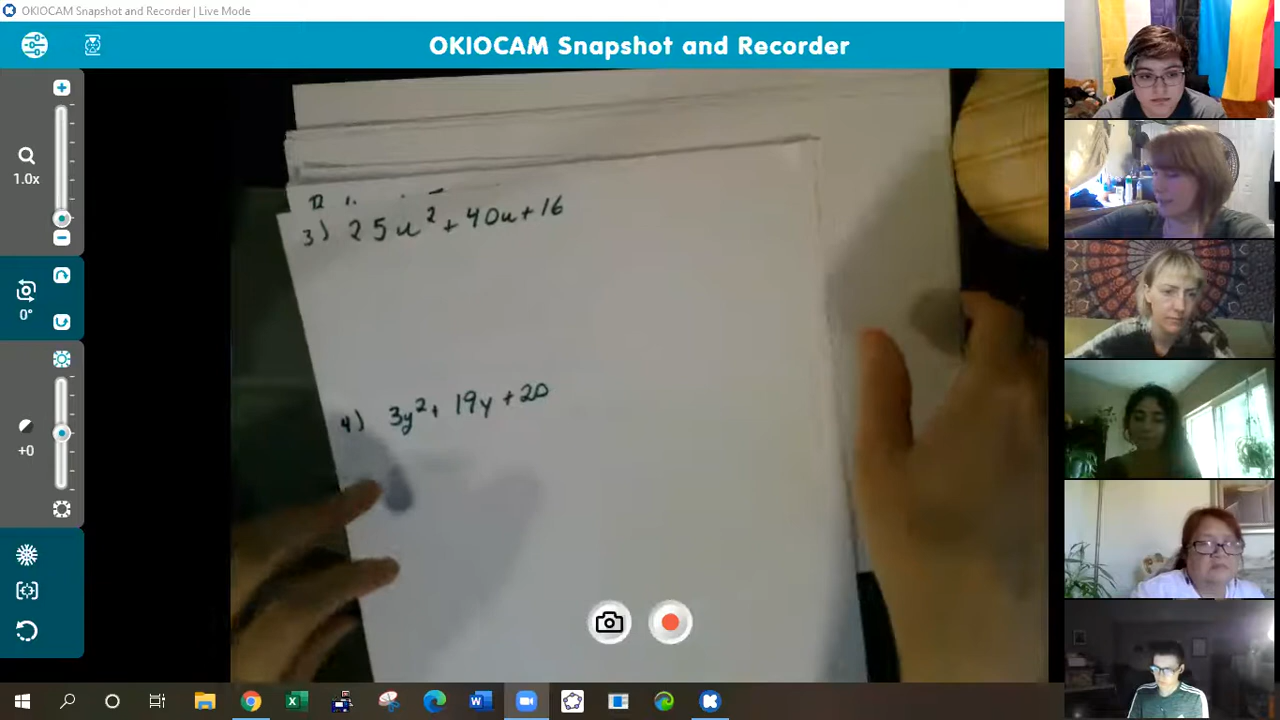 OKIOCAM Snapshot and Recorder | Live Mode
OKIOCAM Snapshot and Recorder
1.0x
0°
+0
3) 25u² + 40u + 16
4) 3y² + 19y + 20